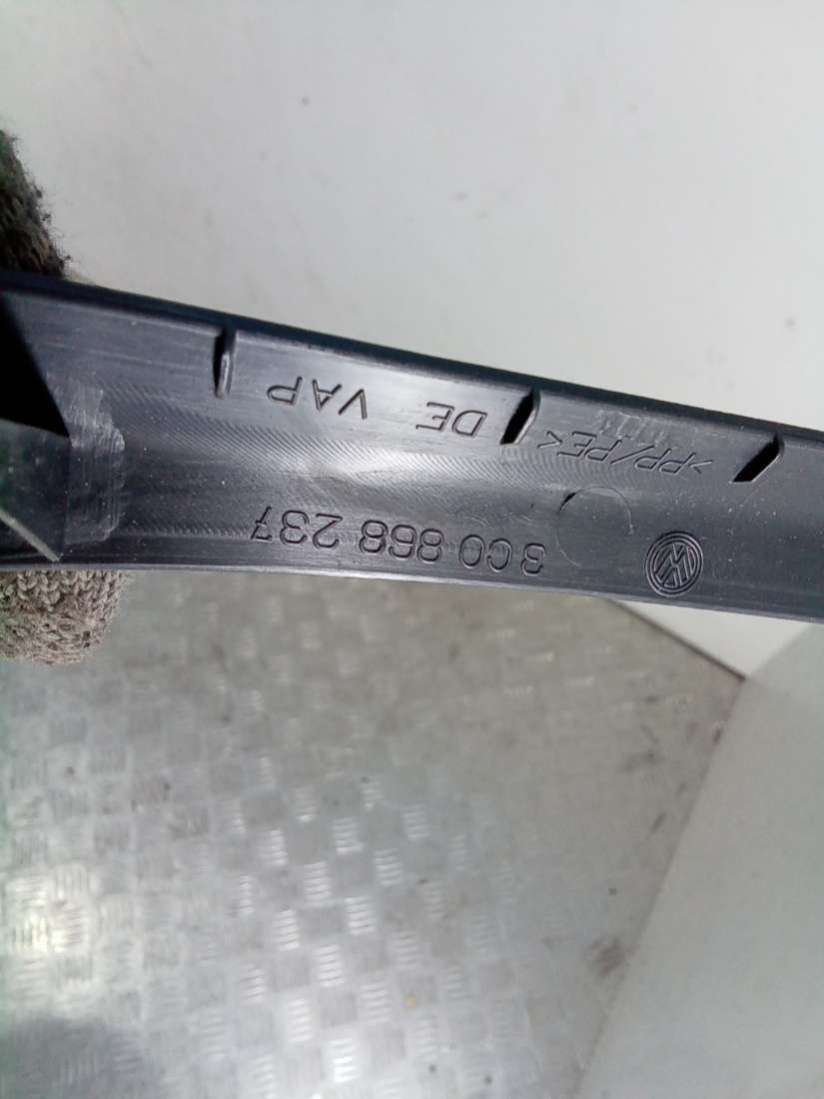 3C0 868 237
>PP/PE< DE VAP